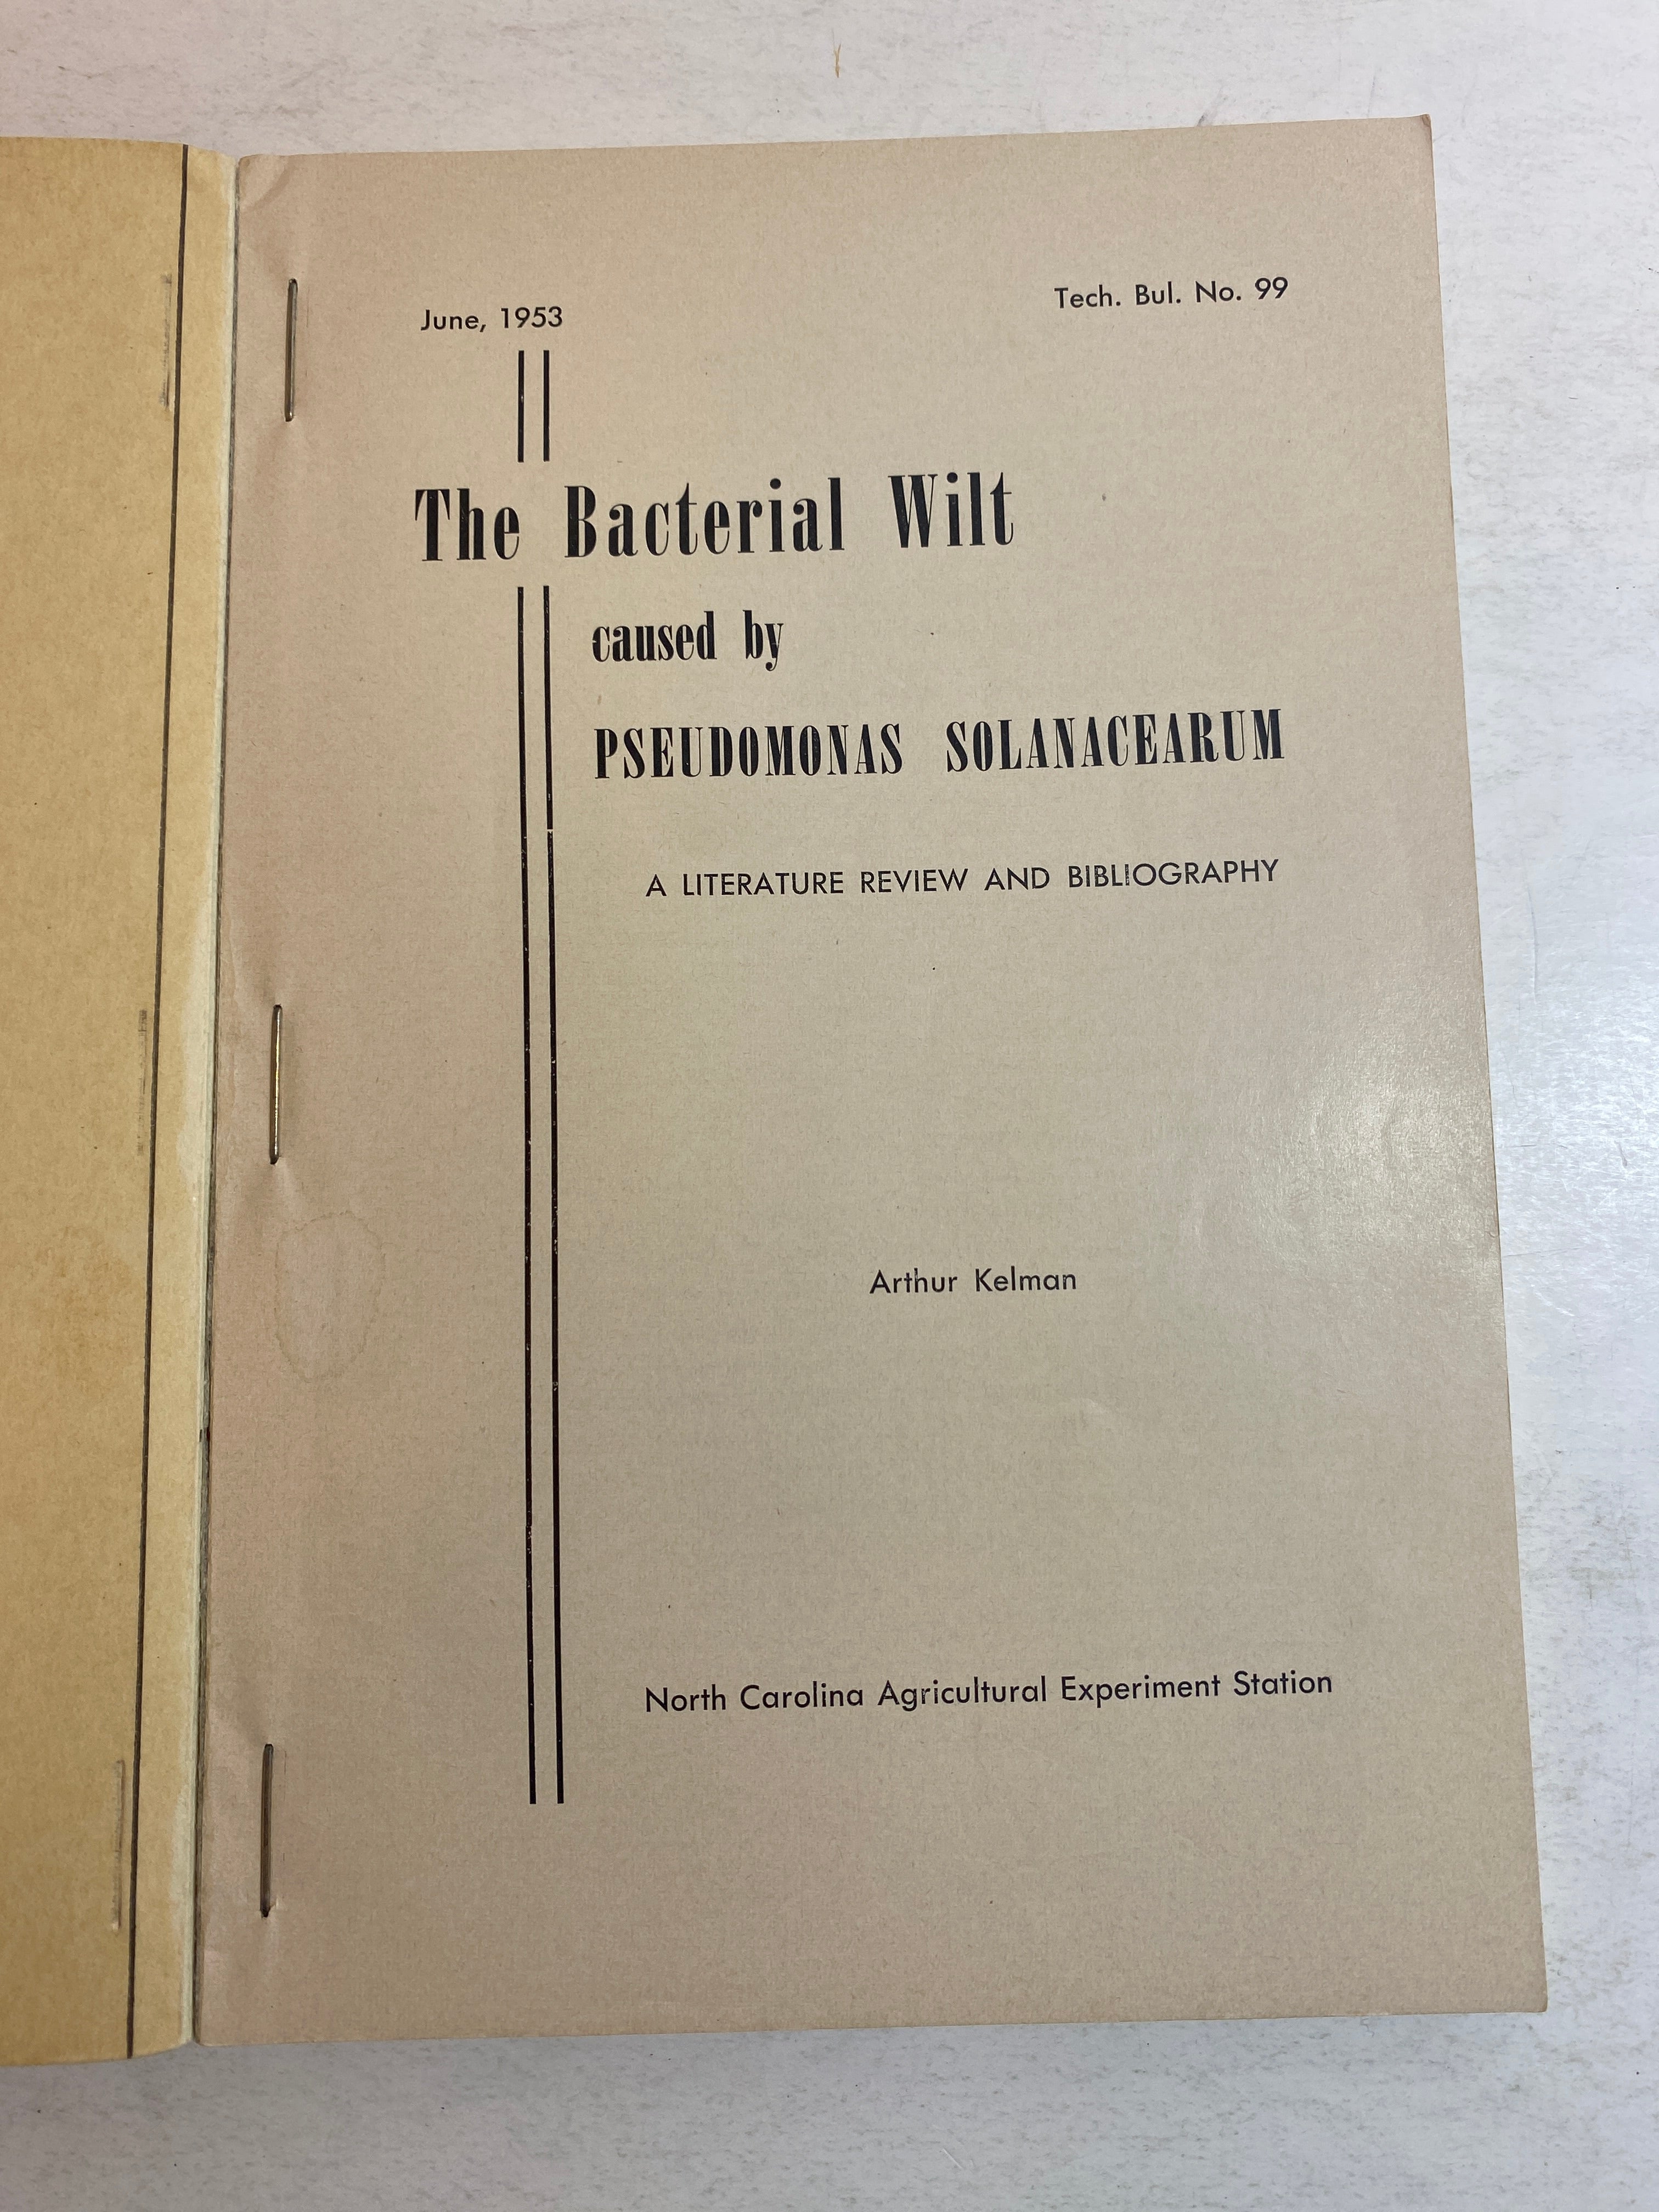 June, 1953
Tech. Bul. No. 99
The Bacterial Wilt
caused by
PSEUDOMONAS SOLANACEARUM
A LITERATURE REVIEW AND BIBLIOGRAPHY
Arthur Kelman
North Carolina Agricultural Experiment Station